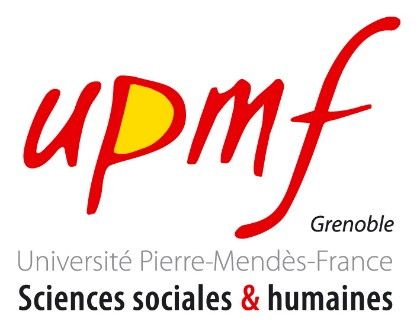 upmf
Grenoble
Université Pierre-Mendès-France
Sciences sociales & humaines